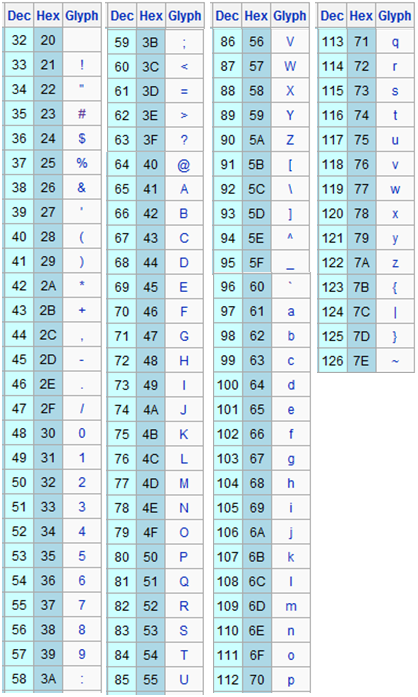 Dec Hex Glyph
32 20
33 21 !
34 22 "
35 23 #
36 24 $
37 25 %
38 26 &
39 27 '
40 28 (
41 29 )
42 2A *
43 2B +
44 2C ,
45 2D -
46 2E .
47 2F /
48 30 0
49 31 1
50 32 2
51 33 3
52 34 4
53 35 5
54 36 6
55 37 7
56 38 8
57 39 9
58 3A :
Dec Hex Glyph
59 3B ;
60 3C <
61 3D =
62 3E >
63 3F ?
64 40 @
65 41 A
66 42 B
67 43 C
68 44 D
69 45 E
70 46 F
71 47 G
72 48 H
73 49 I
74 4A J
75 4B K
76 4C L
77 4D M
78 4E N
79 4F O
80 50 P
81 51 Q
82 52 R
83 53 S
84 54 T
85 55 U
Dec Hex Glyph
86 56 V
87 57 W
88 58 X
89 59 Y
90 5A Z
91 5B [
92 5C \
93 5D ]
94 5E ^
95 5F _
96 60 `
97 61 a
98 62 b
99 63 c
100 64 d
101 65 e
102 66 f
103 67 g
104 68 h
105 69 i
106 6A j
107 6B k
108 6C l
109 6D m
110 6E n
111 6F o
112 70 p
Dec Hex Glyph
113 71 q
114 72 r
115 73 s
116 74 t
117 75 u
118 76 v
119 77 w
120 78 x
121 79 y
122 7A z
123 7B {
124 7C |
125 7D }
126 7E ~